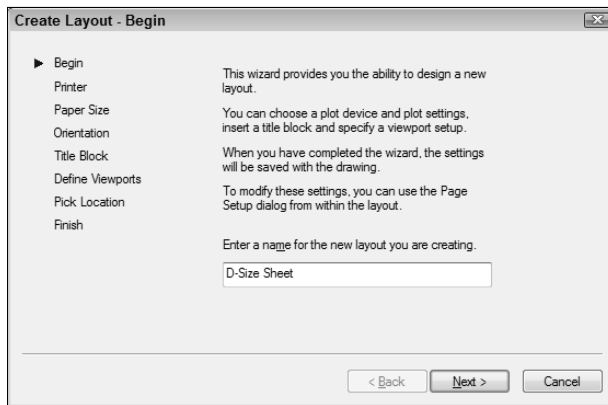 Create Layout - Begin
Begin
Printer
Paper Size
Orientation
Title Block
Define Viewports
Pick Location
Finish
This wizard provides you the ability to design a new
layout.
You can choose a plot device and plot settings,
insert a title block and specify a viewport setup.
When you have completed the wizard, the settings
will be saved with the drawing.
To modify these settings, you can use the Page
Setup dialog from within the layout.
Enter a name for the new layout you are creating.
D-Size Sheet
< Back
Next >
Cancel